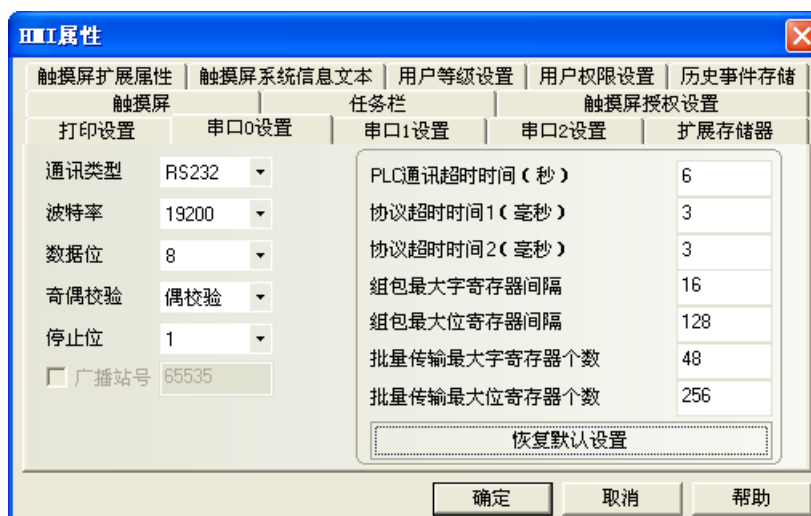 HMI属性
触摸屏扩展属性 触摸屏系统信息文本 用户等级设置 用户权限设置 历史事件存储
触摸屏 任务栏 触摸屏授权设置
打印设置 串口0设置 串口1设置 串口2设置 扩展存储器
通讯类型 RS232
波特率 19200
数据位 8
奇偶校验 偶校验
停止位 1
广播站号 65535
PLC通讯超时时间(秒) 6
协议超时时间1(毫秒) 3
协议超时时间2(毫秒) 3
组包最大字寄存器间隔 16
组包最大位寄存器间隔 128
批量传输最大字寄存器个数 48
批量传输最大位寄存器个数 256
恢复默认设置
确定 取消 帮助